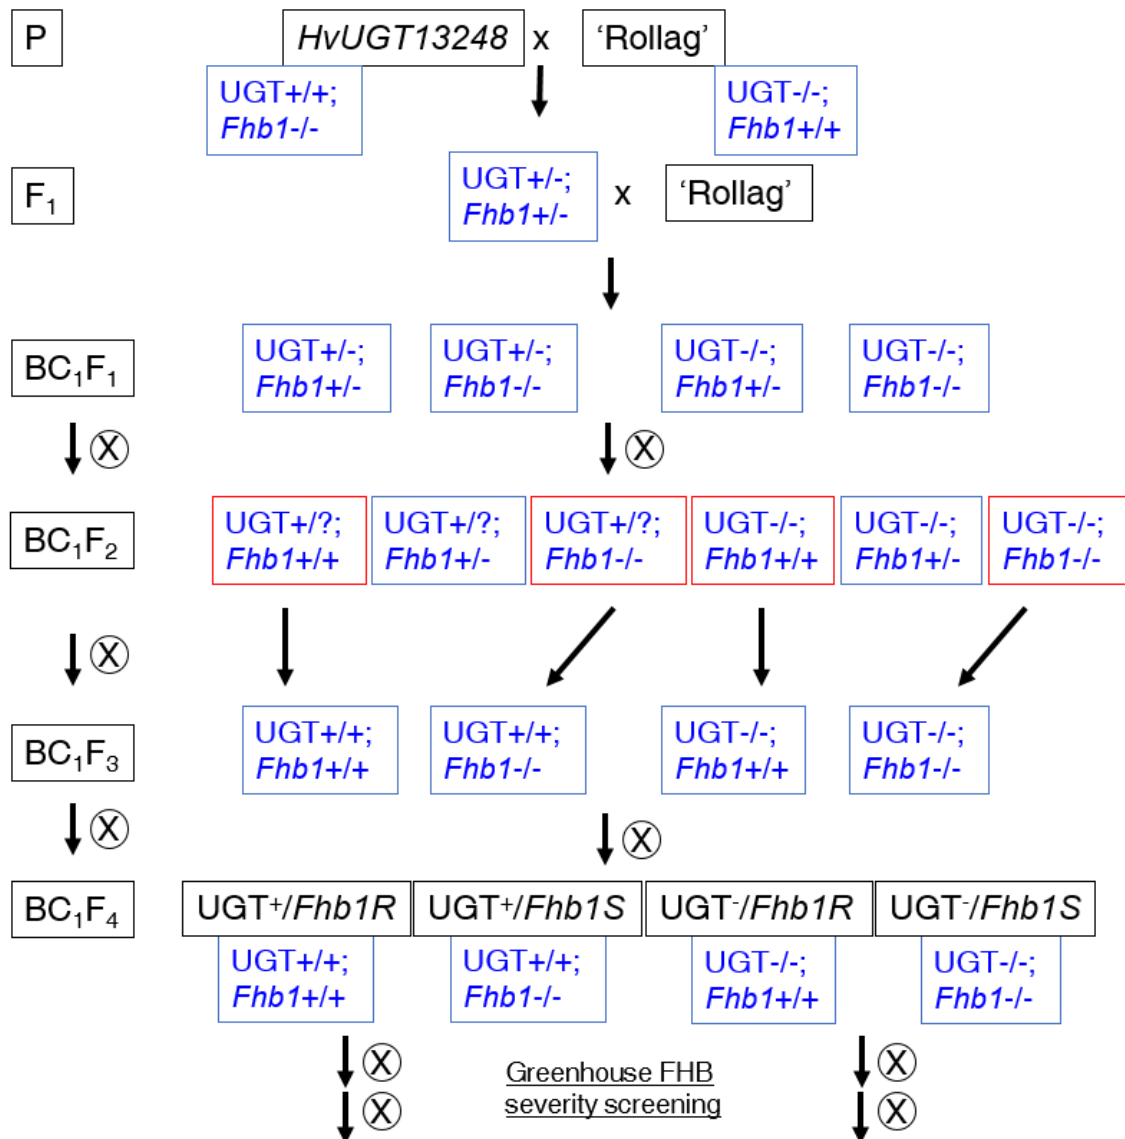 P
HvUGT13248 x ‘Rollag’
UGT+/+;
Fhb1-/-
UGT-/-;
Fhb1+/+
F₁
UGT+/-;
Fhb1+/-
x ‘Rollag’
BC₁F₁
UGT+/-;
Fhb1+/-
UGT+/-;
Fhb1-/-
UGT-/-;
Fhb1+/-
UGT-/-;
Fhb1-/-
X
X
BC₁F₂
UGT+/?;
Fhb1+/+
UGT+/?;
Fhb1+/-
UGT+/?;
Fhb1-/-
UGT-/-;
Fhb1+/+
UGT-/-;
Fhb1+/-
UGT-/-;
Fhb1-/-
X
BC₁F₃
UGT+/+;
Fhb1+/+
UGT+/+;
Fhb1-/-
UGT-/-;
Fhb1+/+
UGT-/-;
Fhb1-/-
X
X
BC₁F₄
UGT⁺/Fhb1R
UGT⁺/Fhb1S
UGT⁻/Fhb1R
UGT⁻/Fhb1S
UGT+/+;
Fhb1+/+
UGT+/+;
Fhb1-/-
UGT-/-;
Fhb1+/+
UGT-/-;
Fhb1-/-
X
X
Greenhouse FHB
severity screening
X
X